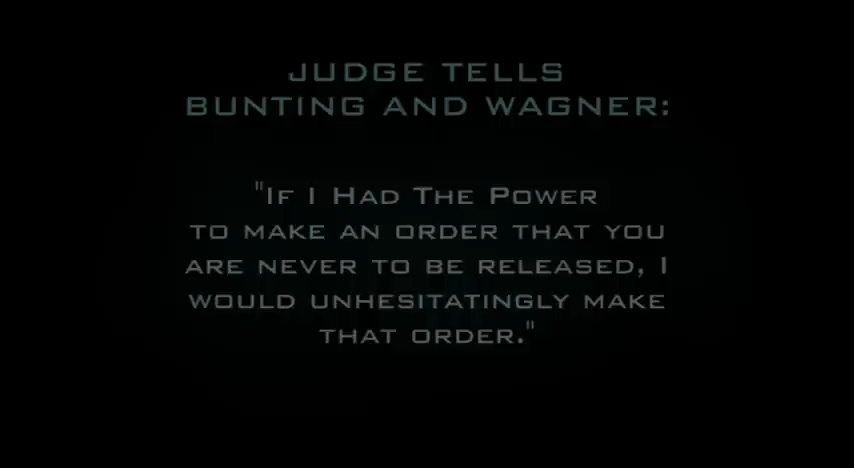 JUDGE TELLS
BUNTING AND WAGNER:
"IF I HAD THE POWER
TO MAKE AN ORDER THAT YOU
ARE NEVER TO BE RELEASED, I
WOULD UNHESITATINGLY MAKE
THAT ORDER."